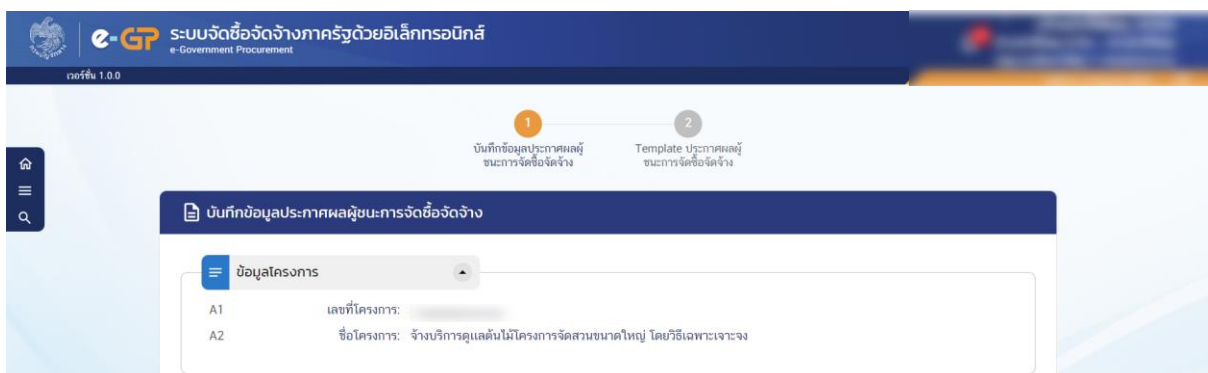 e-GP ระบบจัดซื้อจัดจ้างภาครัฐด้วยอิเล็กทรอนิกส์
e-Government Procurement
เวอร์ชั่น 1.0.0
1
2
บันทึกข้อมูลประกาศผลผู้
ชนะการจัดซื้อจัดจ้าง
Template ประกาศผลผู้
ชนะการจัดซื้อจัดจ้าง
บันทึกข้อมูลประกาศผลผู้ชนะการจัดซื้อจัดจ้าง
ข้อมูลโครงการ
A1 เลขที่โครงการ:
A2 ชื่อโครงการ: จ้างบริการดูแลต้นไม้โครงการจัดสวนขนาดใหญ่ โดยวิธีเฉพาะเจาะจง